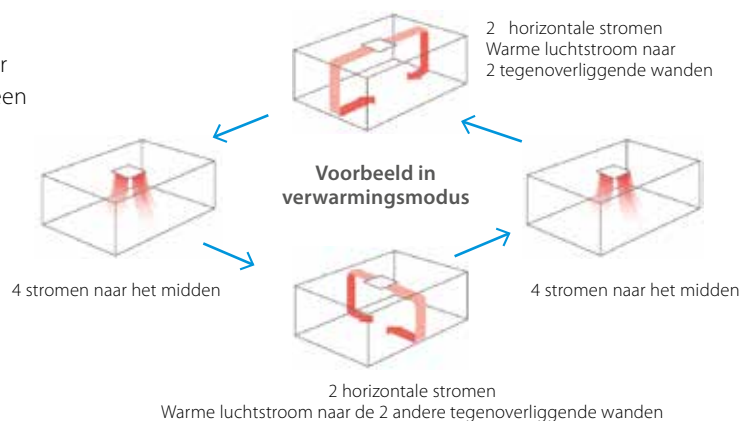 r
een
2 horizontale stromen
Warme luchtstroom naar
2 tegenoverliggende wanden
Voorbeeld in
verwarmingsmodus
4 stromen naar het midden
4 stromen naar het midden
2 horizontale stromen
Warme luchtstroom naar de 2 andere tegenoverliggende wanden